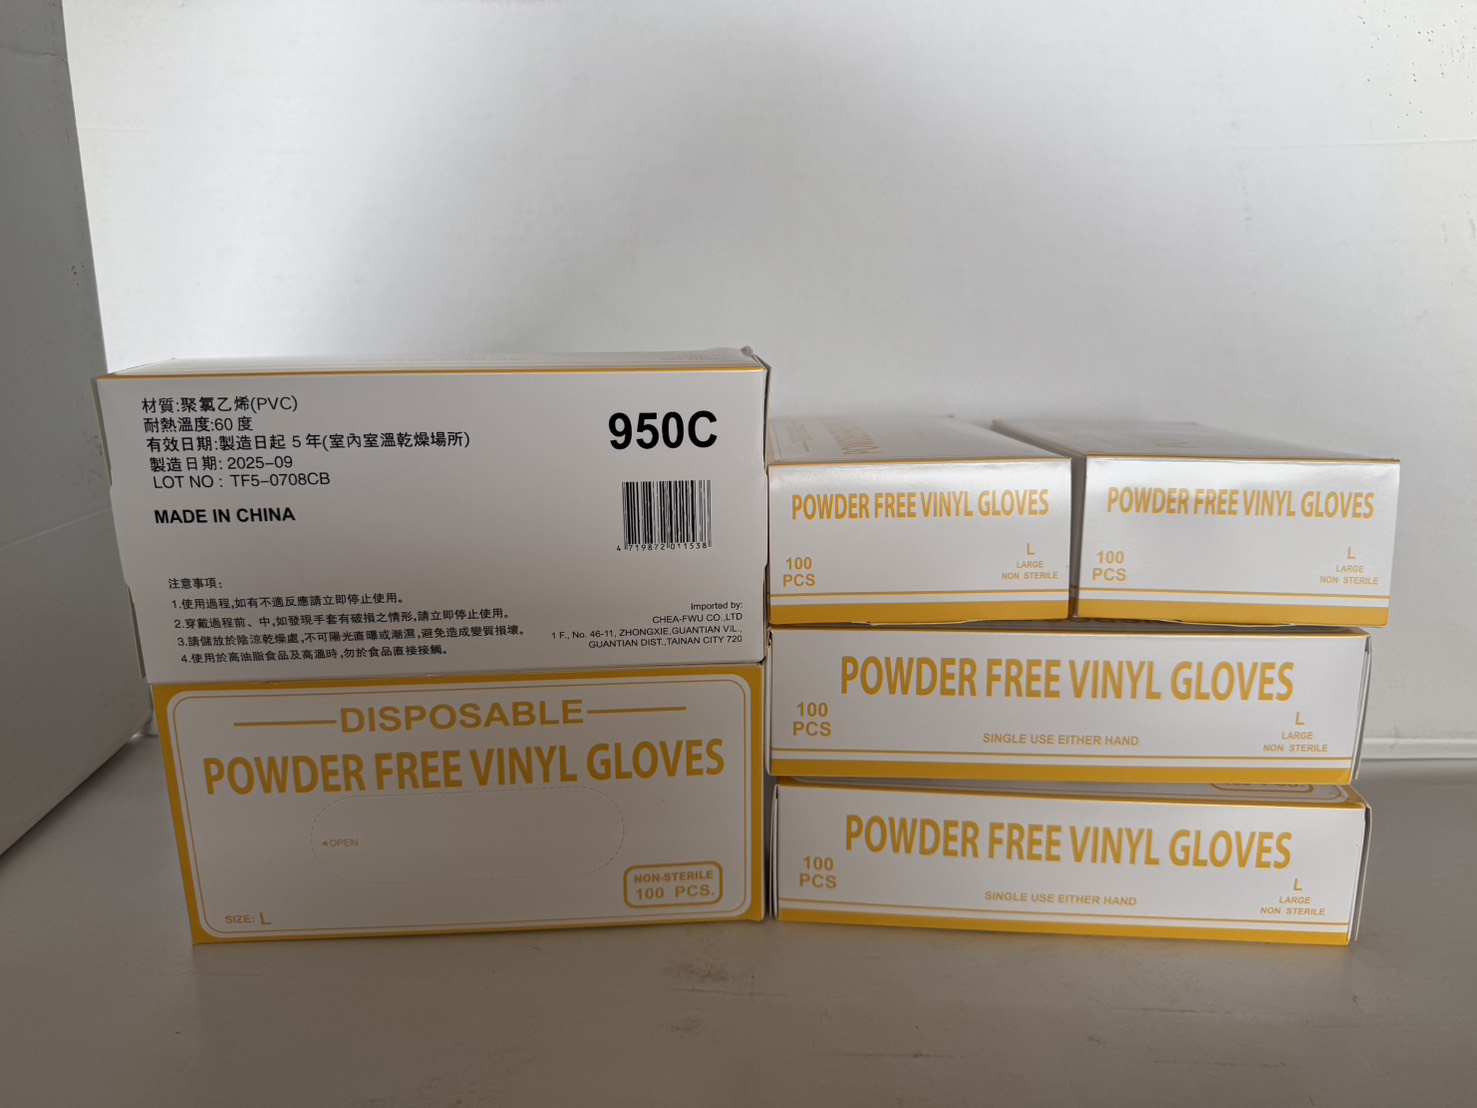 材質:聚氯乙烯(PVC)
耐熱溫度:60 度
有效日期:製造日起 5 年(室內室溫乾燥場所)
製造日期: 2025-09
LOT NO : TF5-0708CB
MADE IN CHINA
950C
4 719872 011538
注意事項:
1.使用過程,如有不適反應請立即停止使用。
2.穿戴過程前、中,如發現手套有破損之情形,請立即停止使用。
3.請儲放於陰涼乾燥處,不可陽光直曝或潮濕,避免造成變質損壞。
4.使用於高油脂食品及高溫時,勿於食品直接接觸。
Imported by:
CHEA-FWU CO.,LTD
1 F., No. 46-11, ZHONGXIE,GUANTIAN VIL.,
GUANTIAN DIST.,TAINAN CITY 720
DISPOSABLE
POWDER FREE VINYL GLOVES
◄OPEN
NON-STERILE
100 PCS.
SIZE: L
POWDER FREE VINYL GLOVES
100
PCS
L
LARGE
NON STERILE
POWDER FREE VINYL GLOVES
100
PCS
L
LARGE
NON STERILE
POWDER FREE VINYL GLOVES
100
PCS
SINGLE USE EITHER HAND
L
LARGE
NON STERILE
POWDER FREE VINYL GLOVES
100
PCS
SINGLE USE EITHER HAND
L
LARGE
NON STERILE